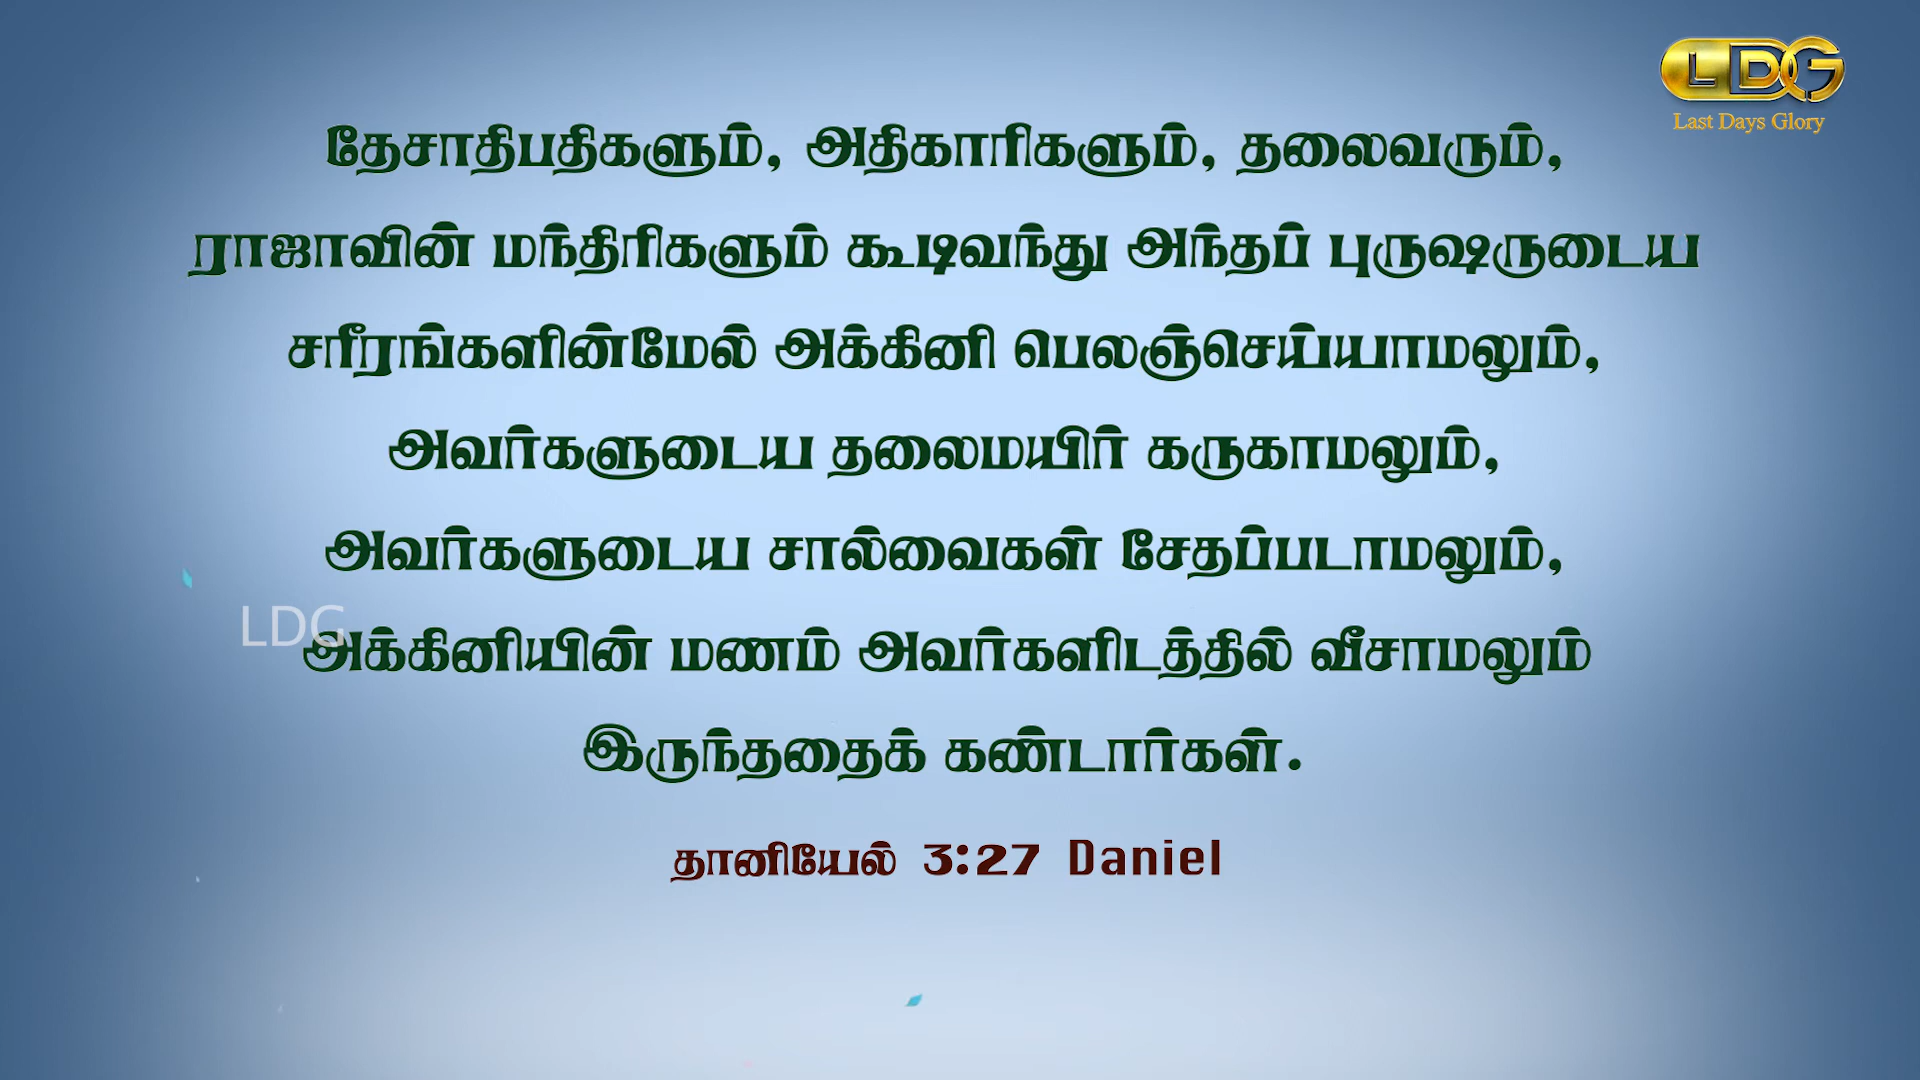 LDG
Last Days Glory
தேசாதிபதிகளும், அதிகாரிகளும், தலைவரும்,
ராஜாவின் மந்திரிகளும் கூடிவந்து அந்தப் புருஷருடைய
சரீரங்களின்மேல் அக்கினி பெலஞ்செய்யாமலும்,
அவர்களுடைய தலைமயிர் கருகாமலும்,
அவர்களுடைய சால்வைகள் சேதப்படாமலும்,
LDG
அக்கினியின் மணம் அவர்களிடத்தில் வீசாமலும்
இருந்ததைக் கண்டார்கள்.
தானியேல் 3:27 Daniel